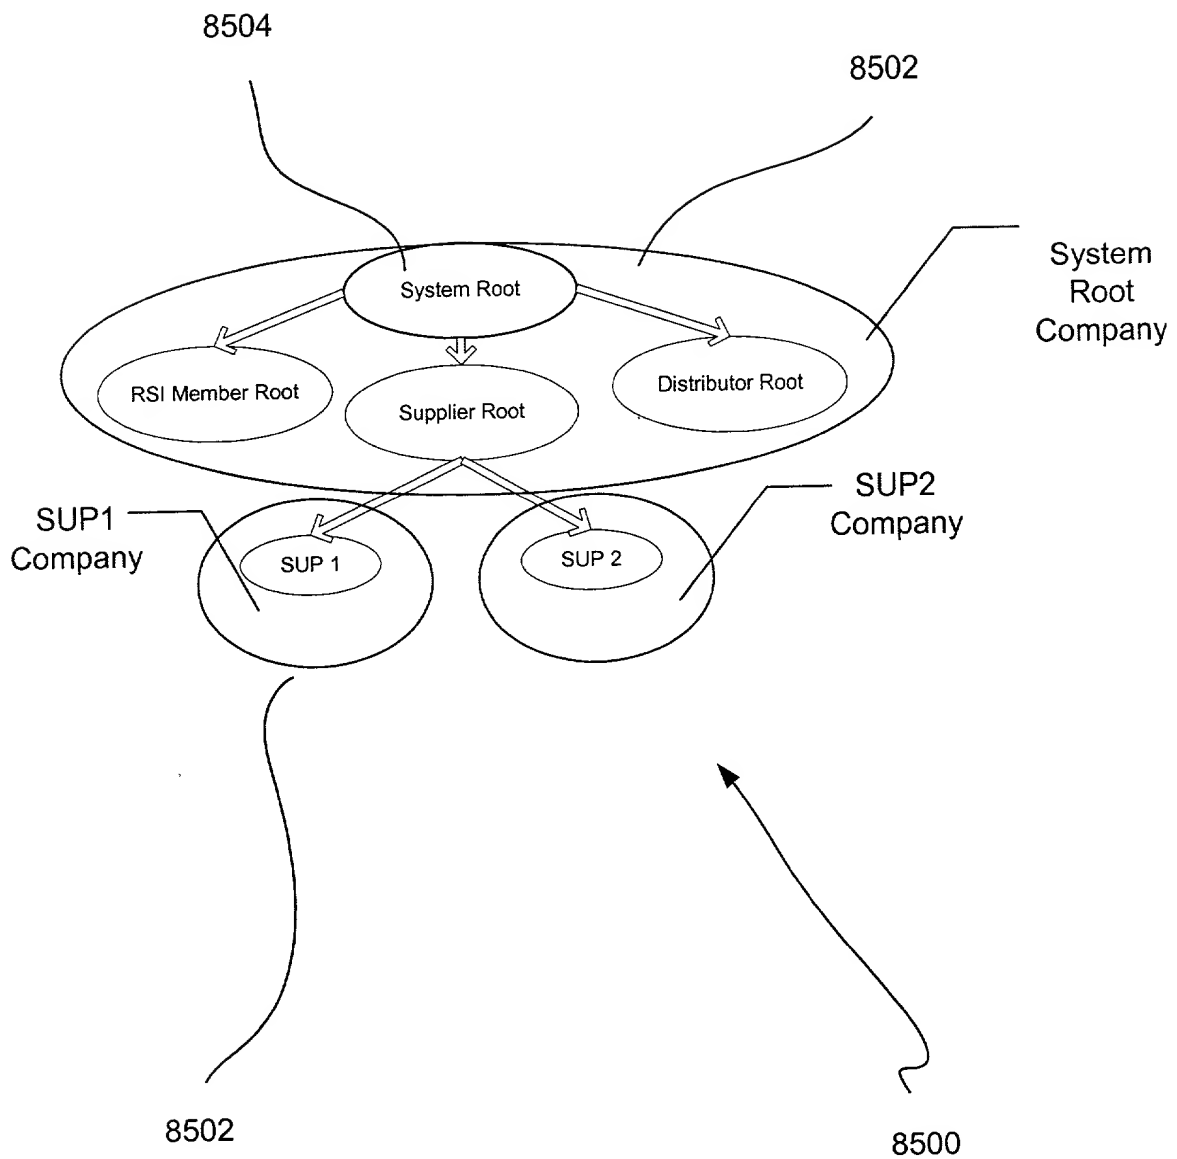 8504
8502
System
Root
Company
System Root
RSI Member Root
Supplier Root
Distributor Root
SUP1
Company
SUP2
Company
SUP 1
SUP 2
8502
8500